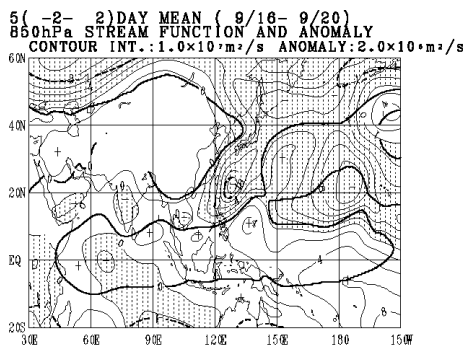 5( -2- 2)DAY MEAN ( 9/16- 9/20)
850hPa STREAM FUNCTION AND ANOMALY
CONTOUR INT.:1.0×10⁷m²/s ANOMALY:2.0×10⁶m²/s
60N
40N
20N
EQ
20S
30E 60E 90E 120E 150E 180 150W